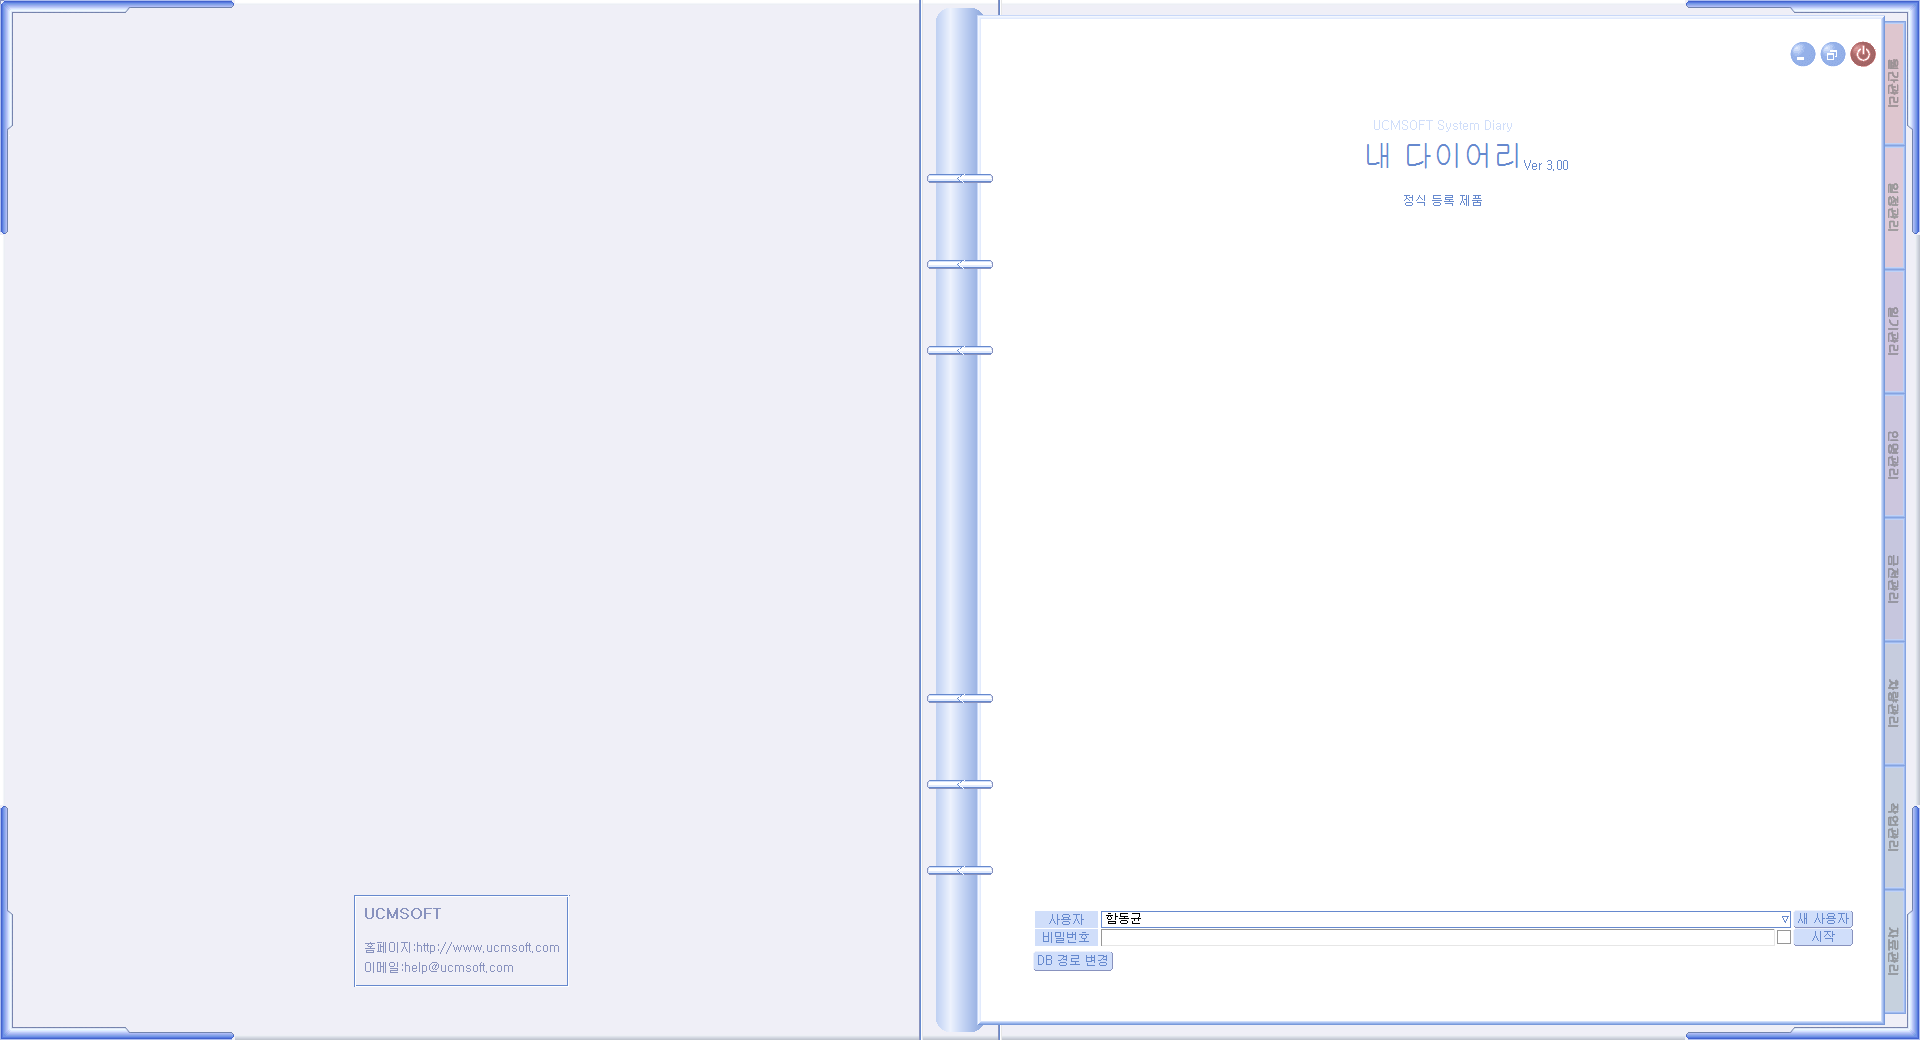 UCMSOFT
홈페이지:http://www.ucmsoft.com
이메일:help@ucmsoft.com
UCMSOFT System Diary
내 다이어리 Ver 3.00
정식 등록 제품
사용자 함동균 새 사용자
비밀번호 시작
DB 경로 변경
월간관리
일정관리
일기관리
인명관리
금전관리
차량관리
작업관리
자료관리